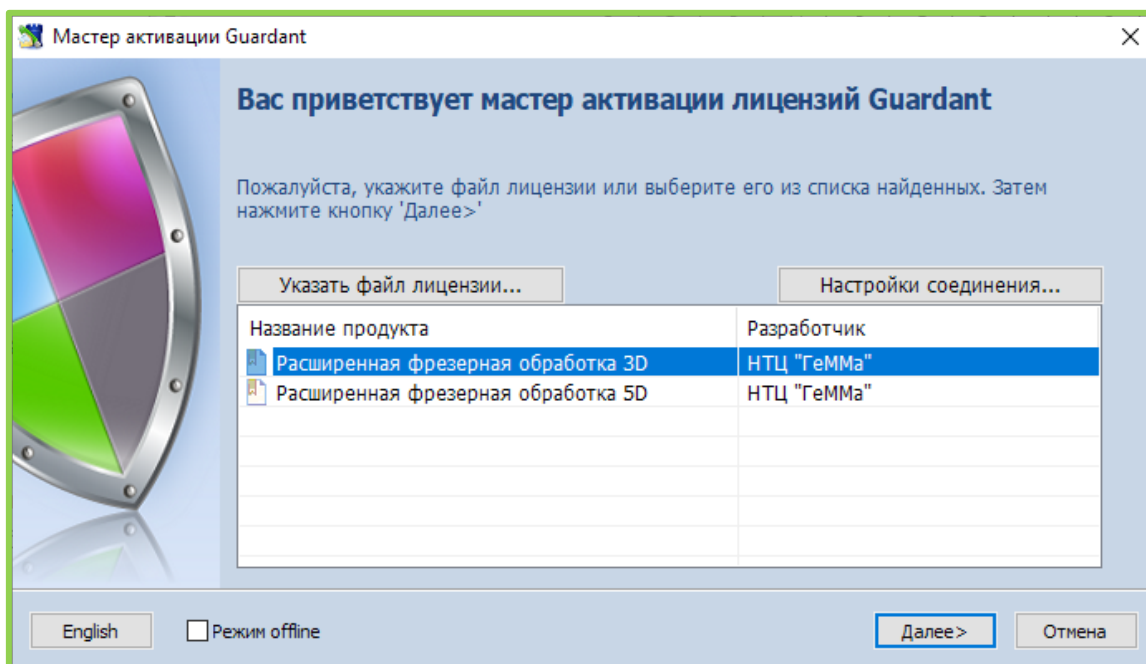 Мастер активации Guardant
Вас приветствует мастер активации лицензий Guardant
Пожалуйста, укажите файл лицензии или выберите его из списка найденных. Затем
нажмите кнопку 'Далее>'
Указать файл лицензии... Настройки соединения...
Название продукта Разработчик
Расширенная фрезерная обработка 3D НТЦ "ГеММа"
Расширенная фрезерная обработка 5D НТЦ "ГеММа"
English Режим offline Далее> Отмена